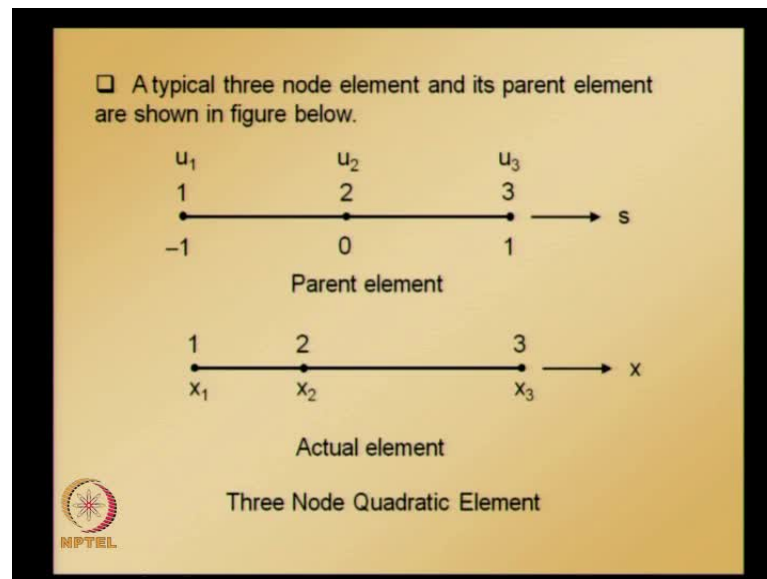 ❑ A typical three node element and its parent element
are shown in figure below.
u₁ u₂ u₃
1 2 3
s
–1 0 1
Parent element
1 2 3
x
x₁ x₂ x₃
Actual element
Three Node Quadratic Element
NPTEL